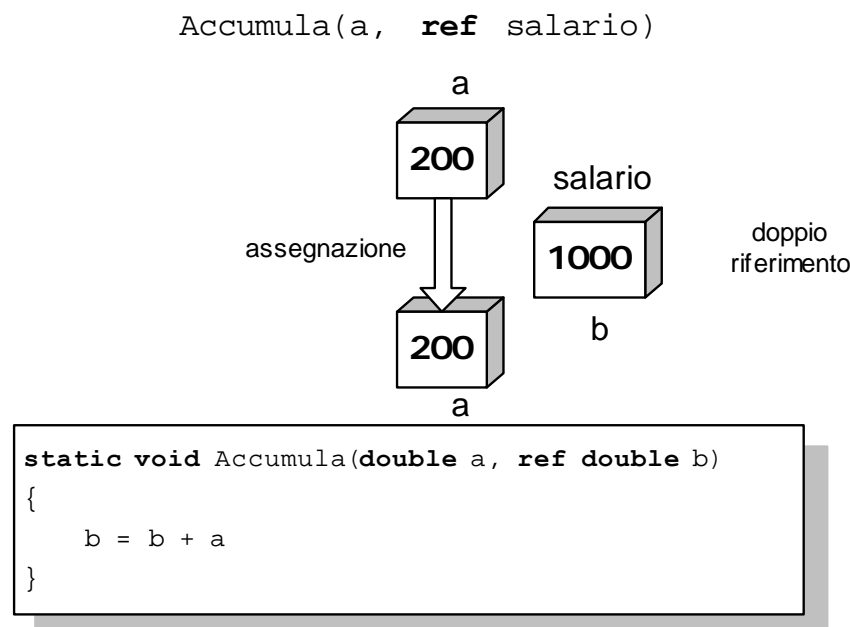 Accumula(a, ref salario)
a
200
salario
assegnazione
1000
doppio
riferimento
200
b
a
static void Accumula(double a, ref double b)
{
b = b + a
}